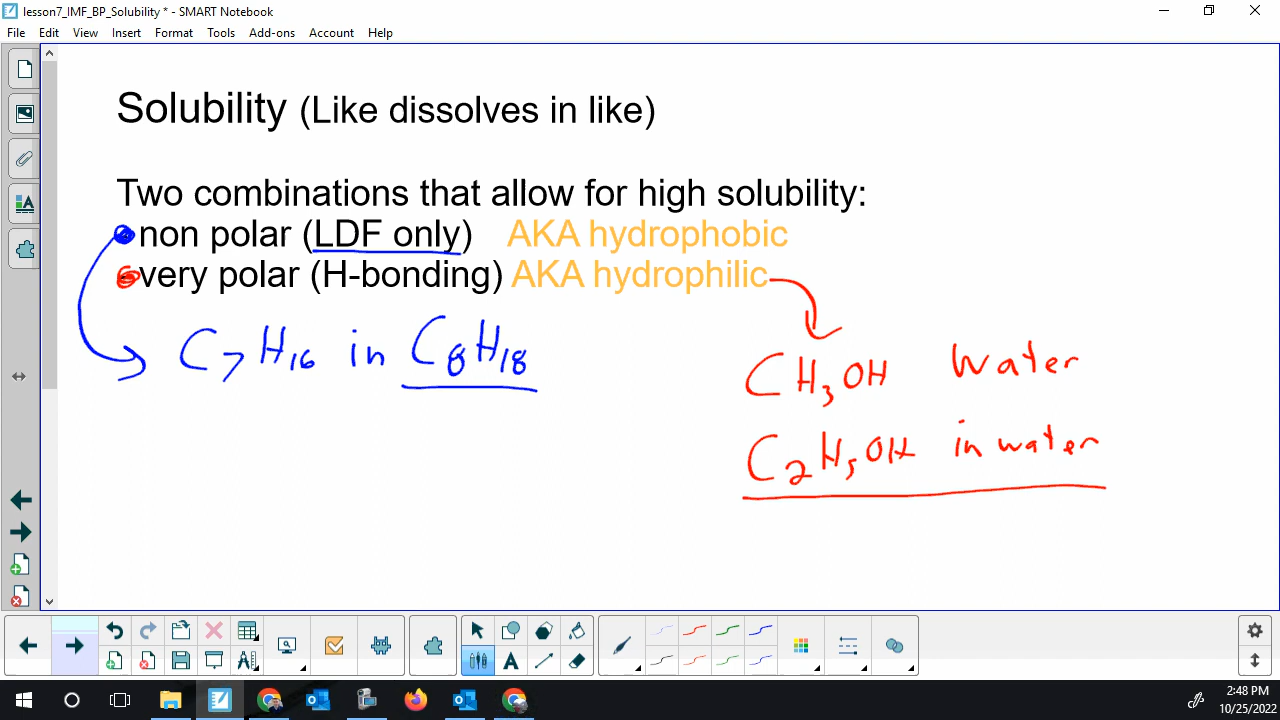 lesson7_IMF_BP_Solubility * - SMART Notebook
File Edit View Insert Format Tools Add-ons Account Help
Solubility (Like dissolves in like)
Two combinations that allow for high solubility:
non polar (LDF only) AKA hydrophobic
very polar (H-bonding) AKA hydrophilic
C₇H₁₆ in C₈H₁₈
CH₃OH Water
C₂H₅OH in water
2:48 PM
10/25/2022